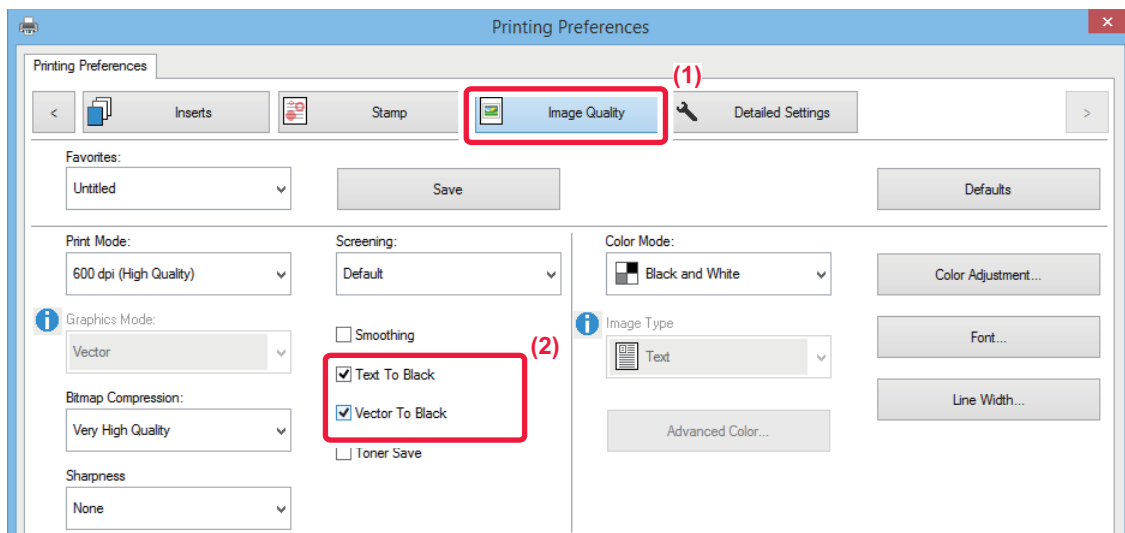 Printing Preferences
×
Printing Preferences
(1)
<
Inserts
Stamp
Image Quality
Detailed Settings
>
Favorites:
Untitled
Save
Defaults
Print Mode:
600 dpi (High Quality)
Screening:
Default
Color Mode:
Black and White
Color Adjustment...
Graphics Mode:
Vector
Smoothing
(2)
Text To Black
Vector To Black
Toner Save
Image Type
Text
Font...
Bitmap Compression:
Very High Quality
Advanced Color...
Line Width...
Sharpness
None